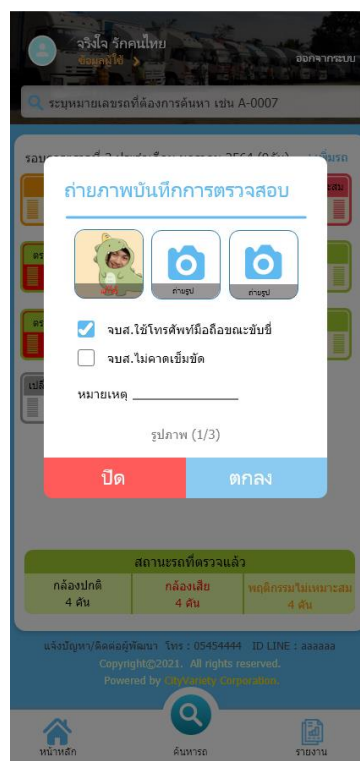 จริงใจ รักคนไทย
ข้อมูลผู้ใช้
ออกจากระบบ
ระบุหมายเลขรถที่ต้องการค้นหา เช่น A-0007
ถ่ายภาพบันทึกการตรวจสอบ
ถ่ายรูป
ถ่ายรูป
จบส.ใช้โทรศัพท์มือถือขณะขับขี่
จบส.ไม่คาดเข็มขัด
หมายเหตุ
รูปภาพ (1/3)
ปิด
ตกลง
สถานะรถที่ตรวจแล้ว
กล้องปกติ กล้องเสีย พฤติกรรมไม่เหมาะสม
4 คัน 4 คัน 4 คัน
แจ้งปัญหา/ติดต่อผู้พัฒนา โทร : 05454444 ID LINE : aaaaaa
Copyright©2021. All rights reserved.
Powered by CityVariety Corporation.
หน้าหลัก
ค้นหารถ
รายงาน